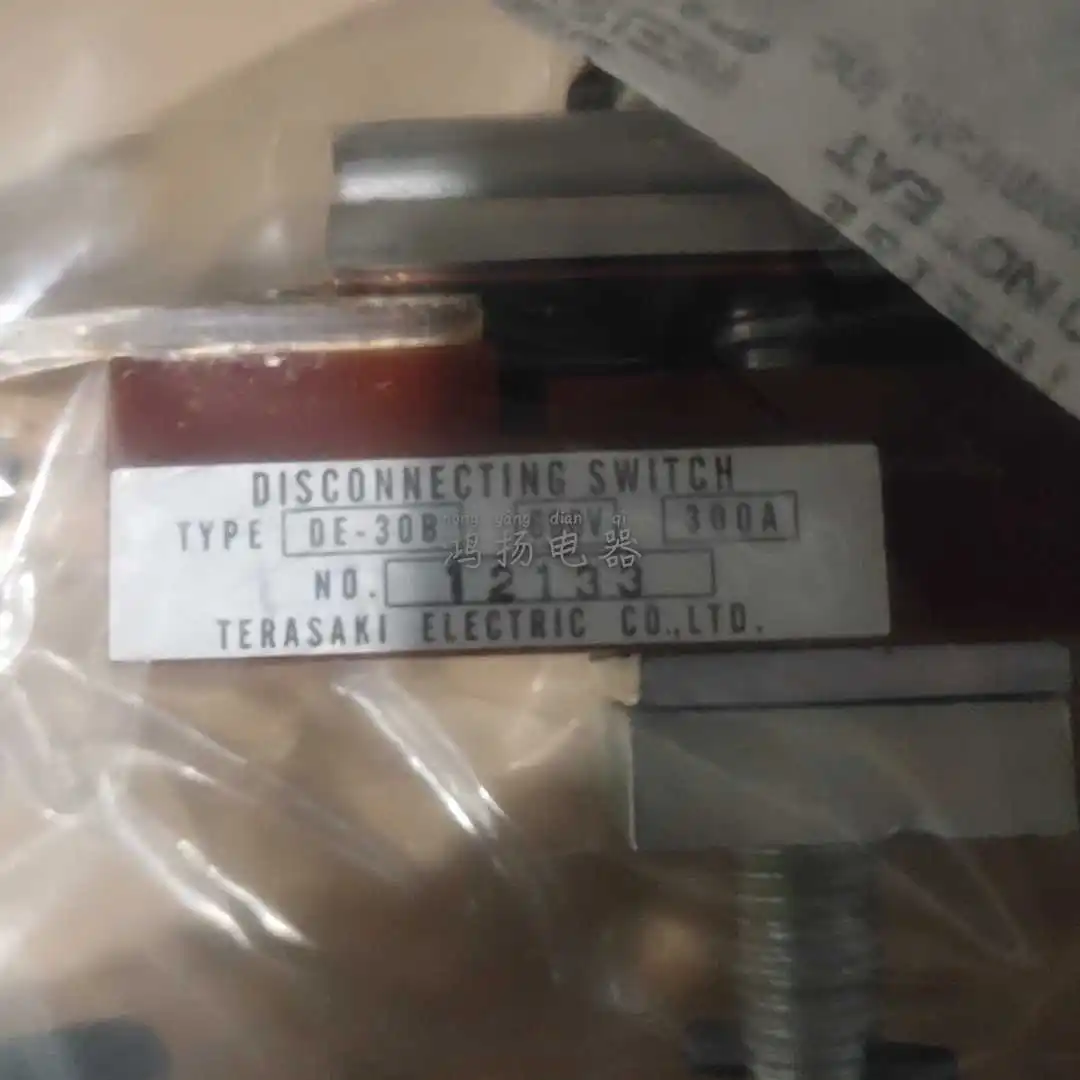 DISCONNECTING SWITCH
TYPE DE-30B 300A
hong yang dian qi
鸿扬电器
NO. 12133
TERASAKI ELECTRIC CO.,LTD.
EAT